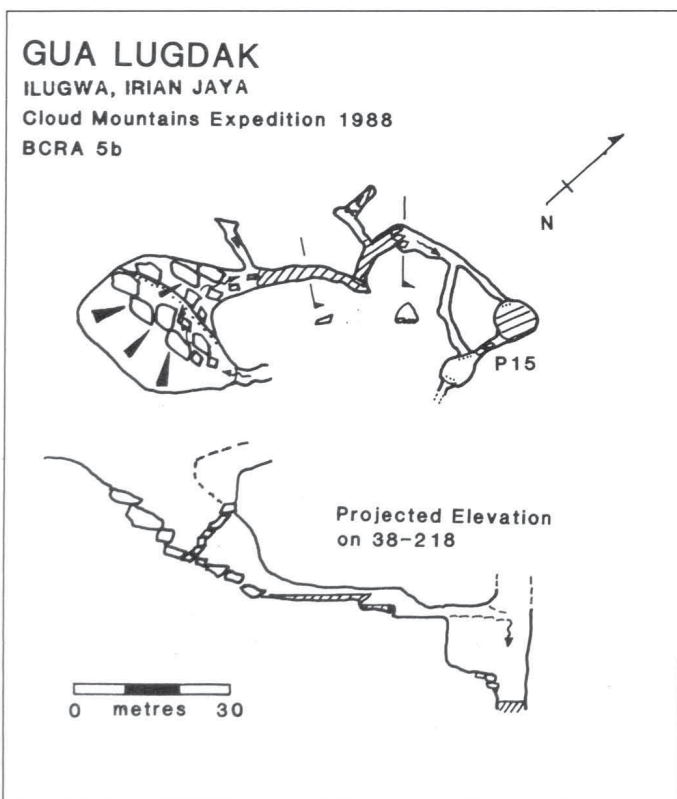 GUA LUGDAK
ILUGWA, IRIAN JAYA
Cloud Mountains Expedition 1988
BCRA 5b
N
P15
Projected Elevation
on 38-218
0 metres 30